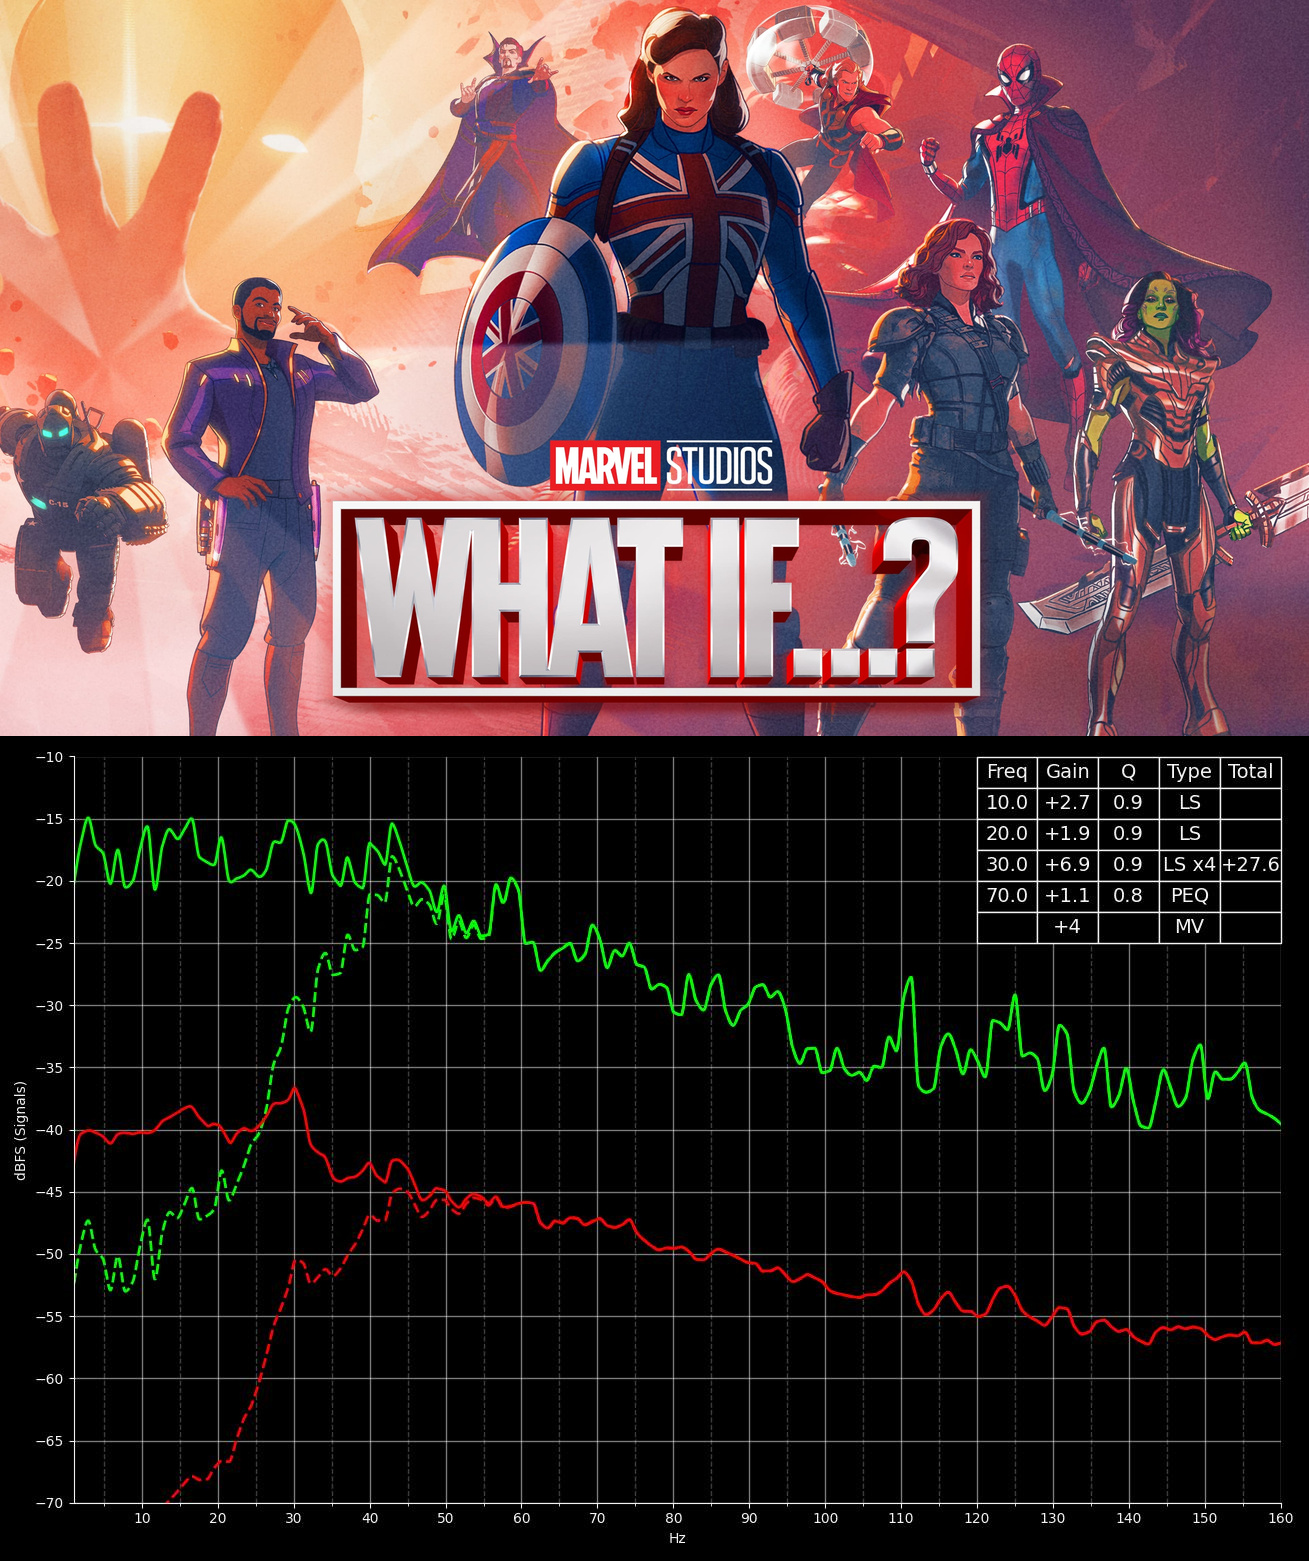 C-15
MARVEL STUDIOS
WHAT IF...?
Freq Gain Q Type Total
10.0 +2.7 0.9 LS
20.0 +1.9 0.9 LS
30.0 +6.9 0.9 LS x4 +27.6
70.0 +1.1 0.8 PEQ
+4 MV
−10
−15
−20
−25
−30
−35
−40
−45
−50
−55
−60
−65
−70
dBFS (Signals)
10 20 30 40 50 60 70 80 90 100 110 120 130 140 150 160
Hz